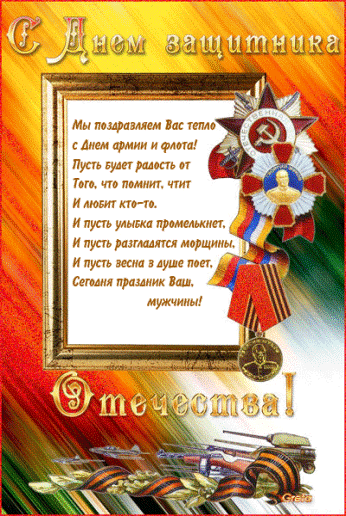 С Днем защитника
Мы поздравляем Вас тепло
с Днем армии и флота!
Пусть будет радость от
Того, что помнит, чтит
И любит кто-то.
И пусть улыбка промелькнет,
И пусть разгладятся морщины,
И пусть весна в душе поет,
Сегодня праздник Ваш,
мужчины!
Отечества!